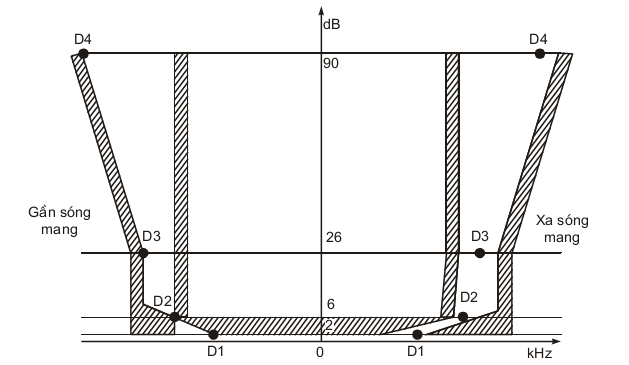 dB
D4
D4
90
Gần sóng
mang
Xa sóng
mang
D3
26
D3
D2
6
D2
2
D1
0
D1
kHz